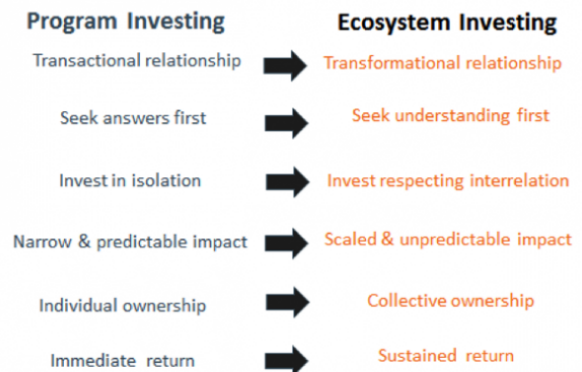 Program Investing Ecosystem Investing
Transactional relationship Transformational relationship
Seek answers first Seek understanding first
Invest in isolation Invest respecting interrelation
Narrow & predictable impact Scaled & unpredictable impact
Individual ownership Collective ownership
Immediate return Sustained return